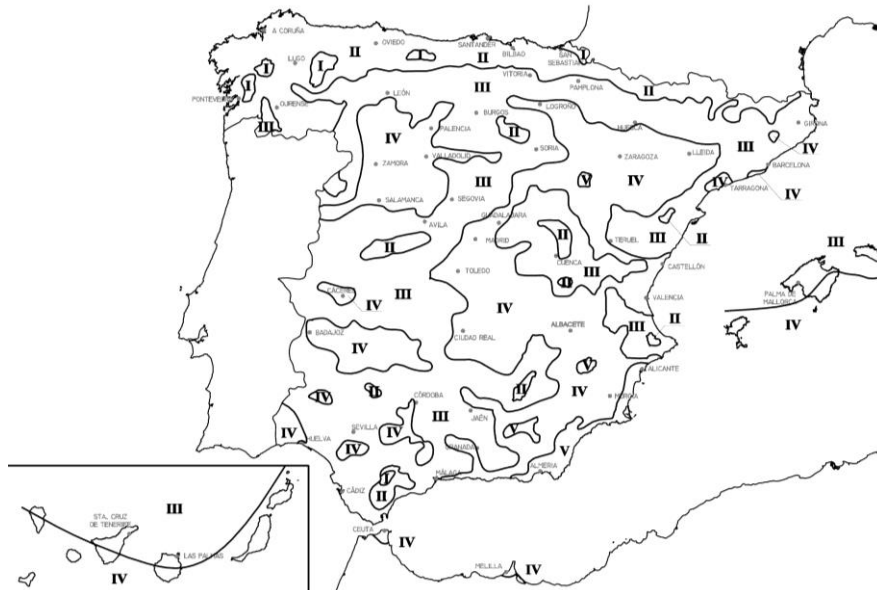 A CORUÑA
OVIEDO
SANTANDER
BILBAO
SAN
SEBASTIAN
LUGO
II
I
II
I
I
I
I
VITORIA
PAMPLONA
II
PONTEVEDRA
LEÓN
III
OURENSE
III
BURGOS
LOGROÑO
HUESCA
GIRONA
IV
PALENCIA
II
III
IV
ZAMORA
VALLADOLID
SORIA
ZARAGOZA
LLEIDA
BARCELONA
III
V
IV
IV
TARRAGONA
IV
SALAMANCA
SEGOVIA
AVILA
GUADALAJARA
II
MADRID
II
TERUEL
III
II
III
TOLEDO
CUENCA
III
CASTELLÓN
II
CÁCERES
IV
III
IV
VALENCIA
PALMA DE
MALLORCA
IV
II
BADAJOZ
IV
CIUDAD REAL
ALBACETE
III
V
ALICANTE
IV
II
II
IV
CÓRDOBA
MURCIA
III
JAÉN
IV
HUELVA
SEVILLA
IV
IV
V
GRANADA
V
MÁLAGA
ALMERIA
I
CÁDIZ
II
STA. CRUZ
DE TENERIFE
III
LAS PALMAS
IV
CEUTA
IV
MELILLA
IV